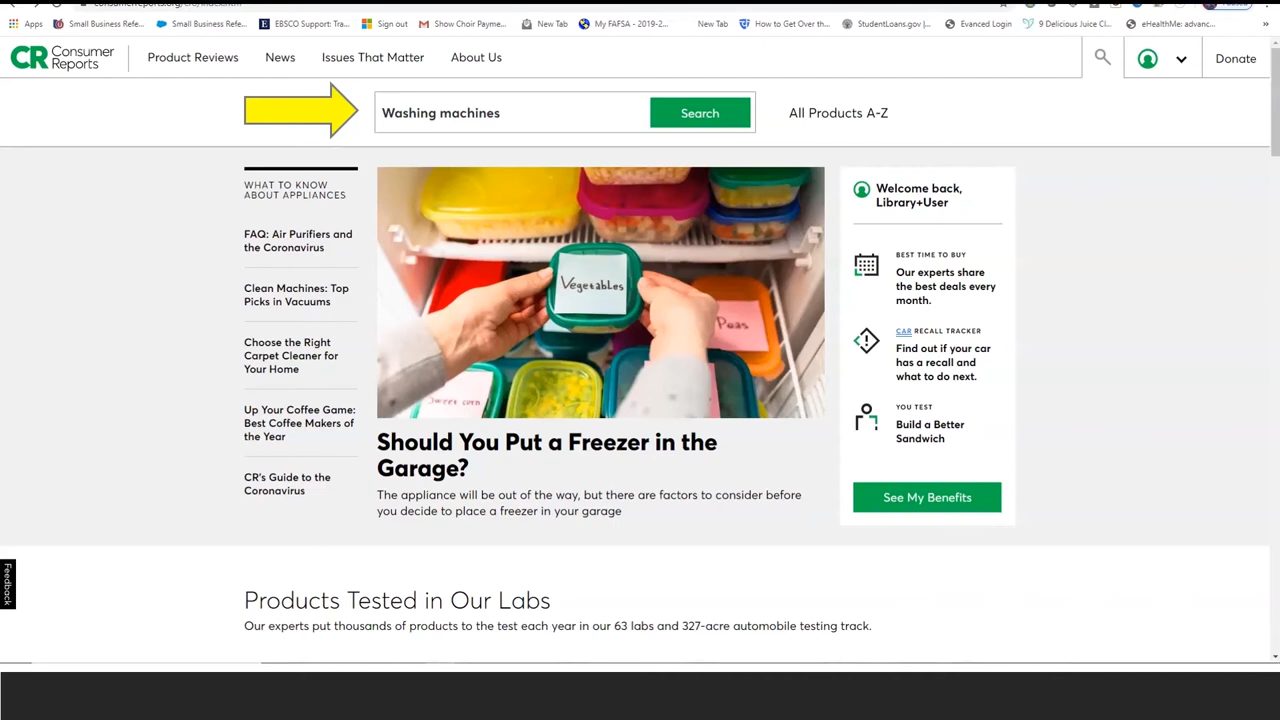 consumerreports.org/cro/index.htm
Apps
Small Business Refe...
Small Business Refe...
EBSCO Support: Tra...
Sign out
Show Choir Payme...
New Tab
My FAFSA - 2019-2...
New Tab
How to Get Over th...
StudentLoans.gov |...
Evanced Login
9 Delicious Juice Cl...
eHealthMe: advanc...
CR Consumer
Reports
Product Reviews
News
Issues That Matter
About Us
Donate
Washing machines
Search
All Products A-Z
WHAT TO KNOW
ABOUT APPLIANCES
FAQ: Air Purifiers and
the Coronavirus
Clean Machines: Top
Picks in Vacuums
Choose the Right
Carpet Cleaner for
Your Home
Up Your Coffee Game:
Best Coffee Makers of
the Year
CR's Guide to the
Coronavirus
Vegetables
Peas
Sweet corn
Should You Put a Freezer in the
Garage?
The appliance will be out of the way, but there are factors to consider before
you decide to place a freezer in your garage
Welcome back,
Library+User
BEST TIME TO BUY
Our experts share
the best deals every
month.
CAR RECALL TRACKER
Find out if your car
has a recall and
what to do next.
YOU TEST
Build a Better
Sandwich
See My Benefits
Feedback
Products Tested in Our Labs
Our experts put thousands of products to the test each year in our 63 labs and 327-acre automobile testing track.